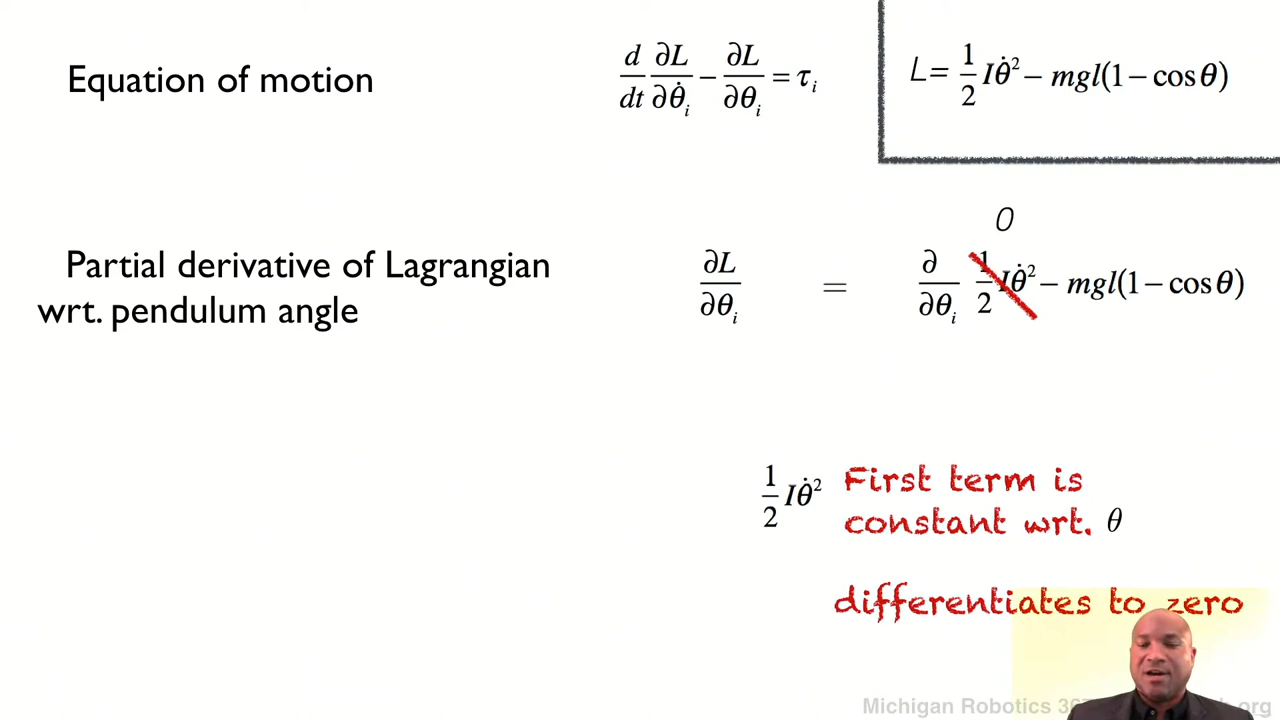 Equation of motion
d/dt ∂L/∂θ̇ᵢ − ∂L/∂θᵢ = τᵢ
L = 1/2 Iθ̇² − mgl(1 − cos θ)
0
Partial derivative of Lagrangian
wrt. pendulum angle
∂L/∂θᵢ = ∂/∂θᵢ 1/2 Iθ̇² − mgl(1 − cos θ)
1/2 Iθ̇² First term is
constant wrt. θ
differentiates to zero
Michigan Robotics